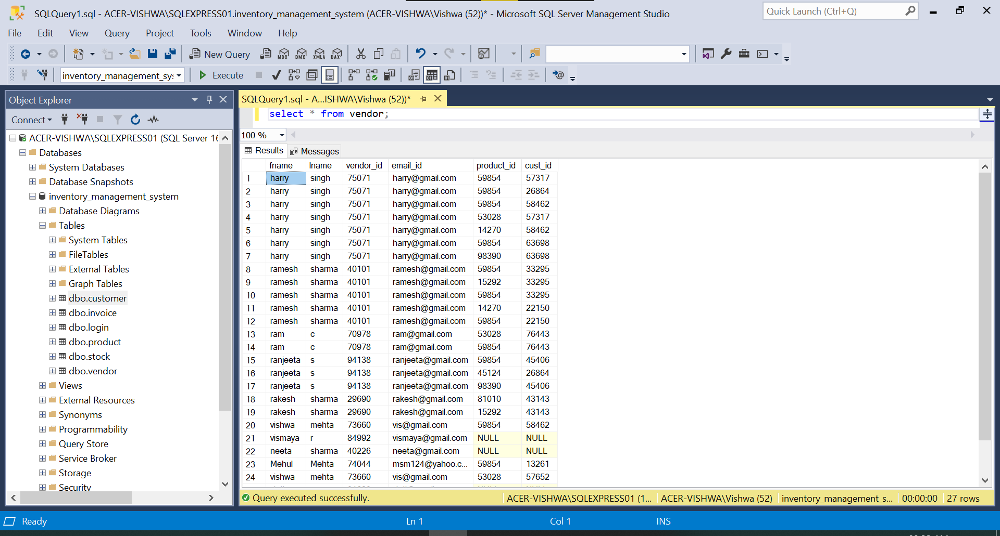 SQLQuery1.sql - ACER-VISHWA\SQLEXPRESS01.inventory_management_system (ACER-VISHWA\Vishwa (52))* - Microsoft SQL Server Management Studio
Quick Launch (Ctrl+Q)
File Edit View Query Project Tools Window Help
New Query MDX DMX XMLA DAX
inventory_management_sys Execute
Object Explorer
Connect
ACER-VISHWA\SQLEXPRESS01 (SQL Server 16
Databases
System Databases
Database Snapshots
inventory_management_system
Database Diagrams
Tables
System Tables
FileTables
External Tables
Graph Tables
dbo.customer
dbo.invoice
dbo.login
dbo.product
dbo.stock
dbo.vendor
Views
External Resources
Synonyms
Programmability
Query Store
Service Broker
Storage
Security
SQLQuery1.sql - A...ISHWA\Vishwa (52))*
select * from vendor;
100 %
Results Messages
fname lname vendor_id email_id product_id cust_id
1 harry singh 75071 harry@gmail.com 59854 57317
2 harry singh 75071 harry@gmail.com 59854 26864
3 harry singh 75071 harry@gmail.com 59854 58462
4 harry singh 75071 harry@gmail.com 53028 57317
5 harry singh 75071 harry@gmail.com 14270 58462
6 harry singh 75071 harry@gmail.com 59854 63698
7 harry singh 75071 harry@gmail.com 98390 63698
8 ramesh sharma 40101 ramesh@gmail.com 59854 33295
9 ramesh sharma 40101 ramesh@gmail.com 15292 33295
10 ramesh sharma 40101 ramesh@gmail.com 59854 33295
11 ramesh sharma 40101 ramesh@gmail.com 14270 22150
12 ramesh sharma 40101 ramesh@gmail.com 59854 22150
13 ram c 70978 ram@gmail.com 53028 76443
14 ram c 70978 ram@gmail.com 59854 76443
15 ranjeeta s 94138 ranjeeta@gmail.com 59854 45406
16 ranjeeta s 94138 ranjeeta@gmail.com 45124 26864
17 ranjeeta s 94138 ranjeeta@gmail.com 98390 45406
18 rakesh sharma 29690 rakesh@gmail.com 81010 43143
19 rakesh sharma 29690 rakesh@gmail.com 15292 43143
20 vishwa mehta 73660 vis@gmail.com 59854 58462
21 vismaya r 84992 vismaya@gmail.com NULL NULL
22 neeta sharma 40226 neeta@gmail.com NULL NULL
23 Mehul Mehta 74044 msm124@yahoo.c... 59854 13261
24 vishwa mehta 73660 vis@gmail.com 53028 57652
Query executed successfully. ACER-VISHWA\SQLEXPRESS01 (1... ACER-VISHWA\Vishwa (52) inventory_management_s... 00:00:00 27 rows
Ready Ln 1 Col 1 INS